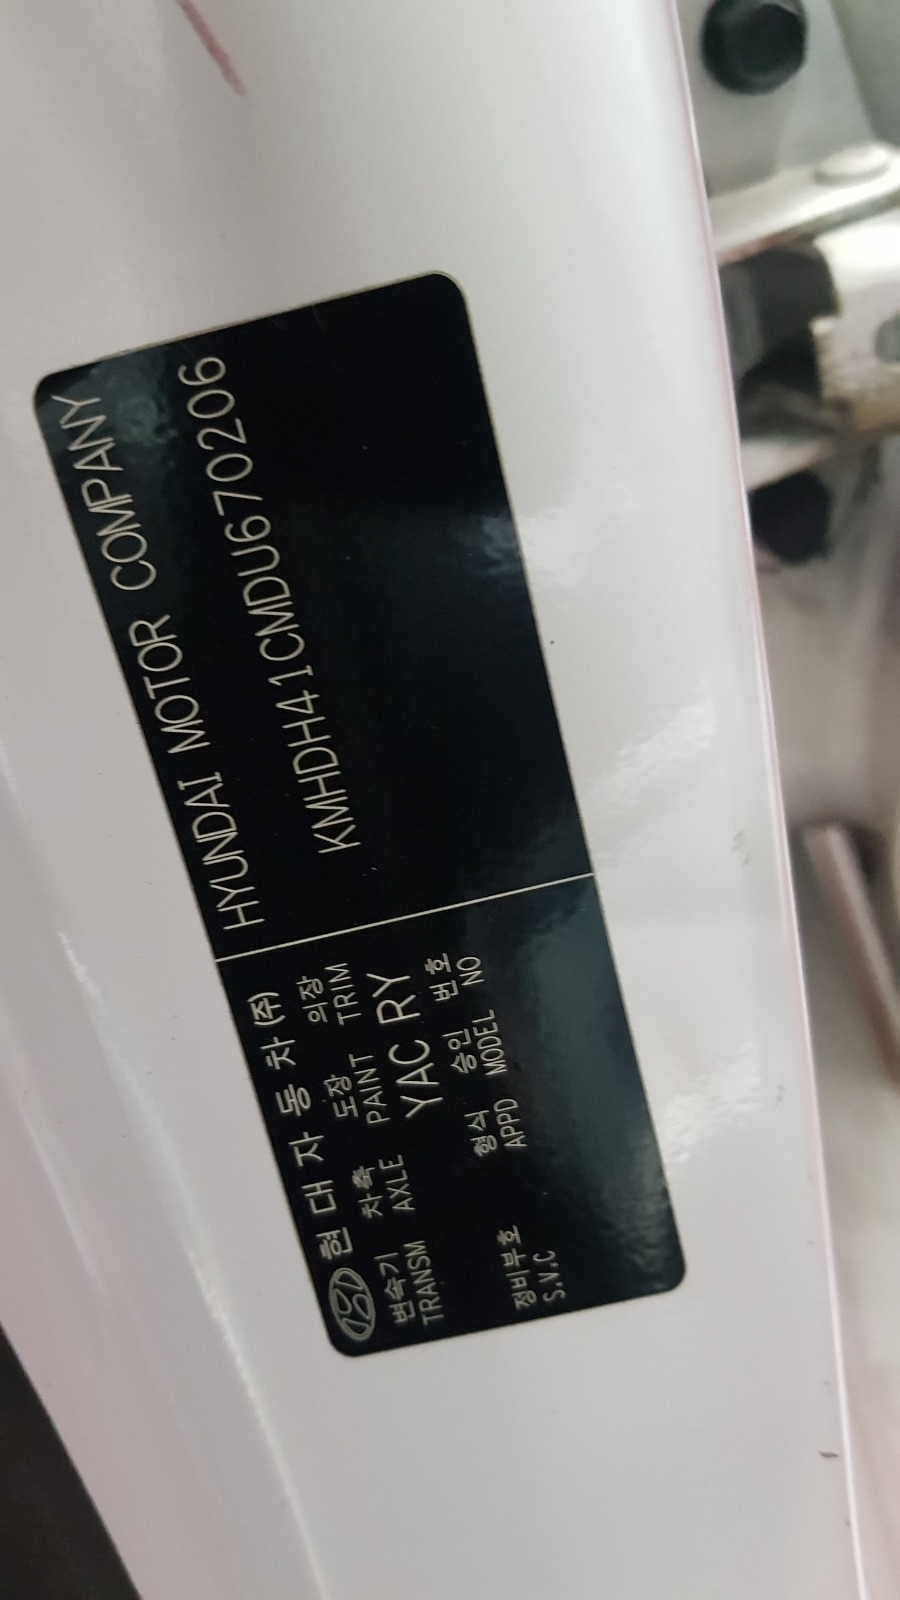 현대자동차(주) HYUNDAI MOTOR COMPANY
변속기 차축 도장 의장
TRANSM AXLE PAINT TRIM
YAC RY
KMHDH41CMDU670206
정비부호 형식 승인 번호
S.V.C APPD MODEL NO